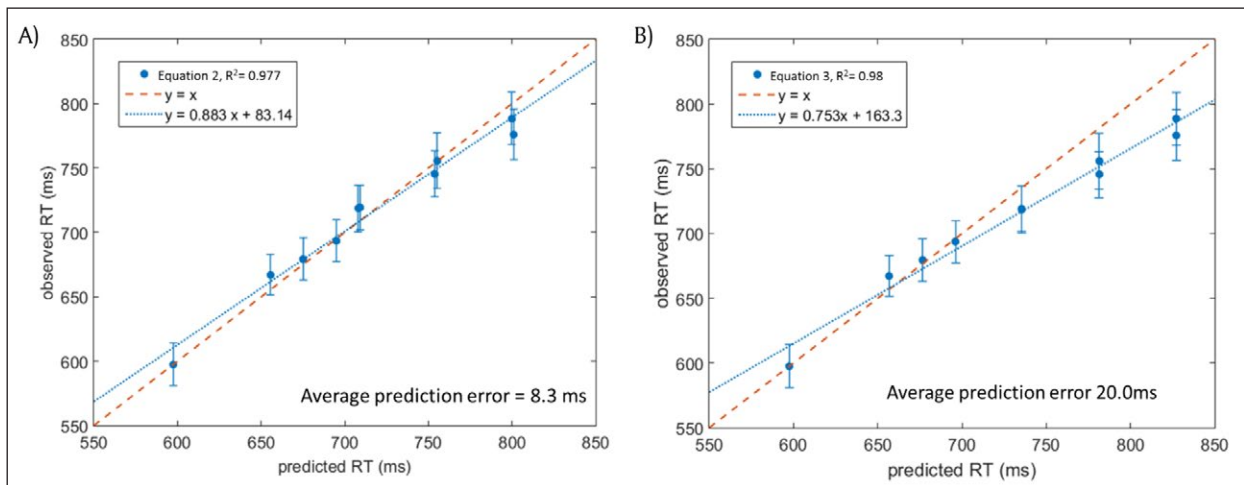 A)
Equation 2, R²= 0.977
y = x
y = 0.883 x + 83.14
850
800
750
700
650
600
550
observed RT (ms)
Average prediction error = 8.3 ms
550 600 650 700 750 800 850
predicted RT (ms)
B)
Equation 3, R²= 0.98
y = x
y = 0.753x + 163.3
850
800
750
700
650
600
550
observed RT (ms)
Average prediction error 20.0ms
550 600 650 700 750 800 850
predicted RT (ms)